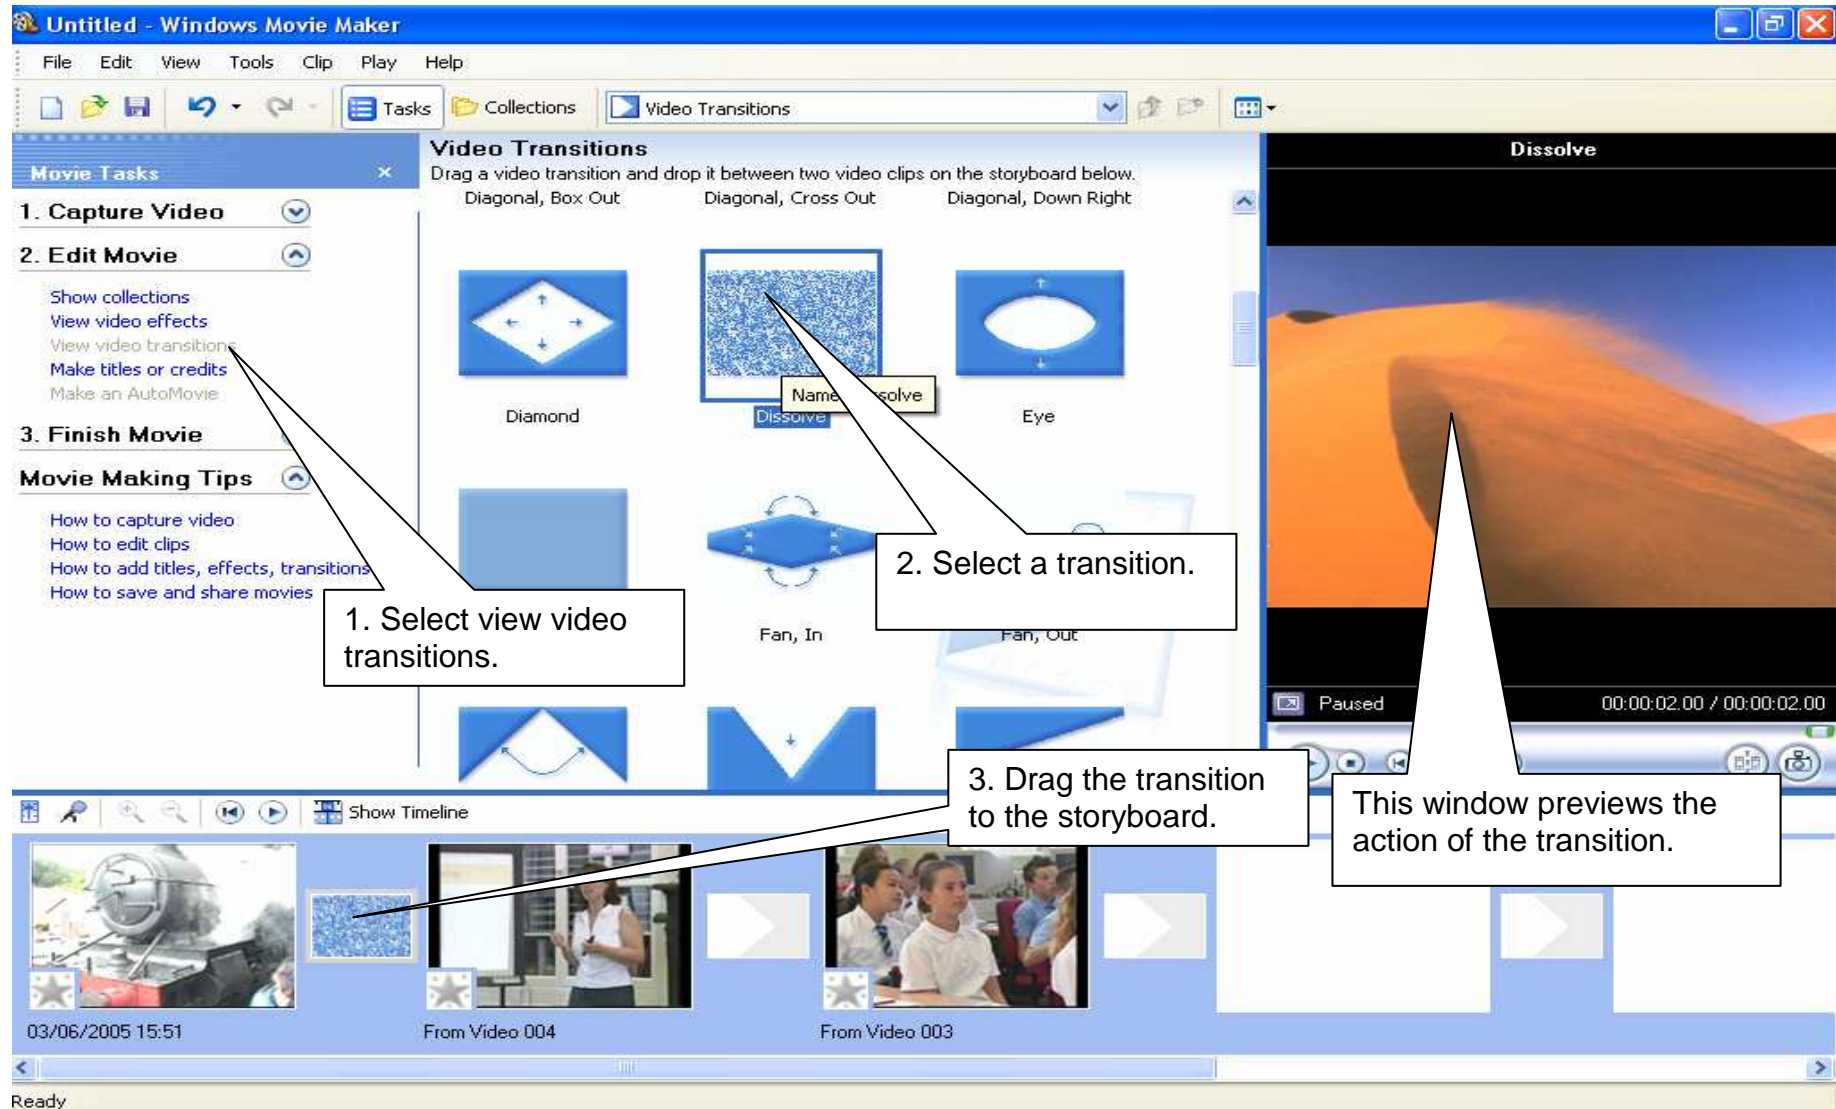 Untitled - Windows Movie Maker
File Edit View Tools Clip Play Help
Tasks Collections Video Transitions
Movie Tasks
1. Capture Video
2. Edit Movie
Show collections
View video effects
View video transitions
Make titles or credits
Make an AutoMovie
3. Finish Movie
Movie Making Tips
How to capture video
How to edit clips
How to add titles, effects, transitions
How to save and share movies
1. Select view video
transitions.
Video Transitions
Drag a video transition and drop it between two video clips on the storyboard below.
Diagonal, Box Out Diagonal, Cross Out Diagonal, Down Right
Name solve
Diamond Dissolve Eye
2. Select a transition.
Fan, In Fan, Out
3. Drag the transition
to the storyboard.
Dissolve
Paused 00:00:02.00 / 00:00:02.00
This window previews the
action of the transition.
Show Timeline
03/06/2005 15:51 From Video 004 From Video 003
Ready